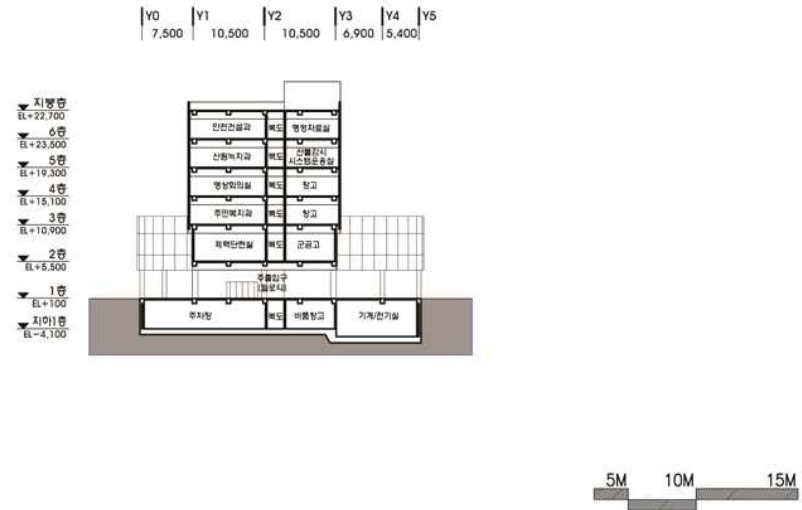 Y0 Y1 Y2 Y3 Y4 Y5
7,500 10,500 10,500 6,900 5,400
지붕층
EL+22,700
6층
EL+23,500
안전건설과 복도 행정자료실
5층
EL+19,300
산림녹지과 복도 산불감시
시스템운용실
4층
EL+15,100
영상회의실 복도 창고
3층
EL+10,900
주민복지과 복도 창고
2층
EL+5,500
체력단련실 복도 군금고
주출입구
(필로티)
1층
EL+100
지하1층
EL-4,100
주차장 복도 비품창고 기계/전기실
5M 10M 15M